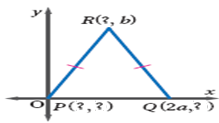 y
R(?, b)
O P(?, ?) Q(2a, ?) x